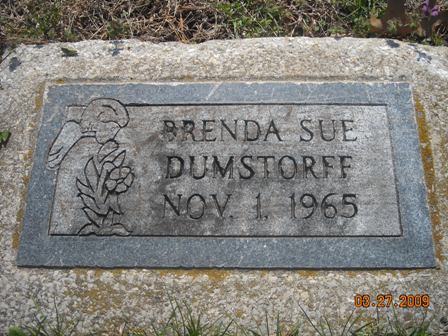 BRENDA SUE
DUMSTORFF
NOV. 1, 1965
03.27.2009